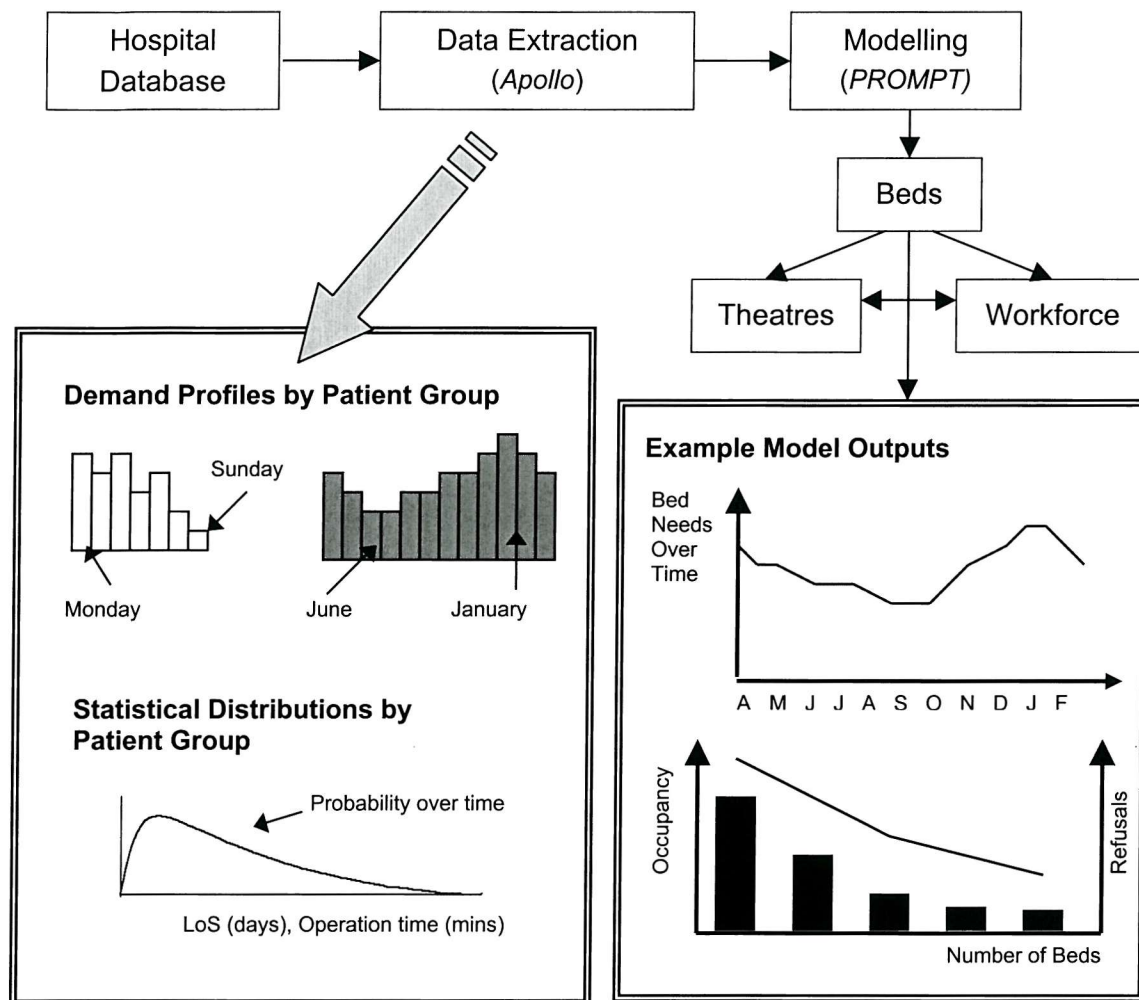 Hospital
Database
Data Extraction
(Apollo)
Modelling
(PROMPT)
Beds
Theatres
Workforce
Demand Profiles by Patient Group
Sunday
Monday
June
January
Statistical Distributions by
Patient Group
Probability over time
LoS (days), Operation time (mins)
Example Model Outputs
Bed
Needs
Over
Time
A M J J A S O N D J F
Occupancy
Refusals
Number of Beds